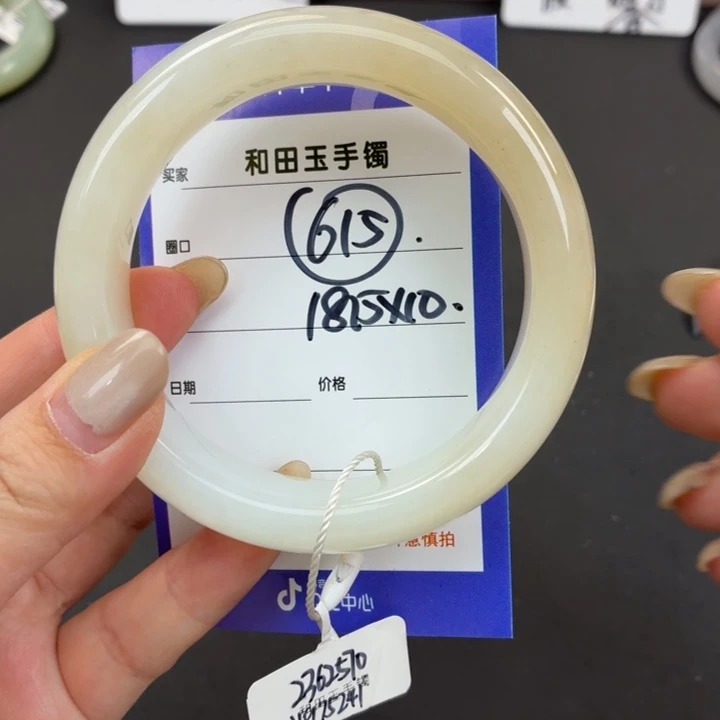 和田玉手镯
买家
圈口 615.
18.5X10.
日期 价格
慎拍
中心
2362570